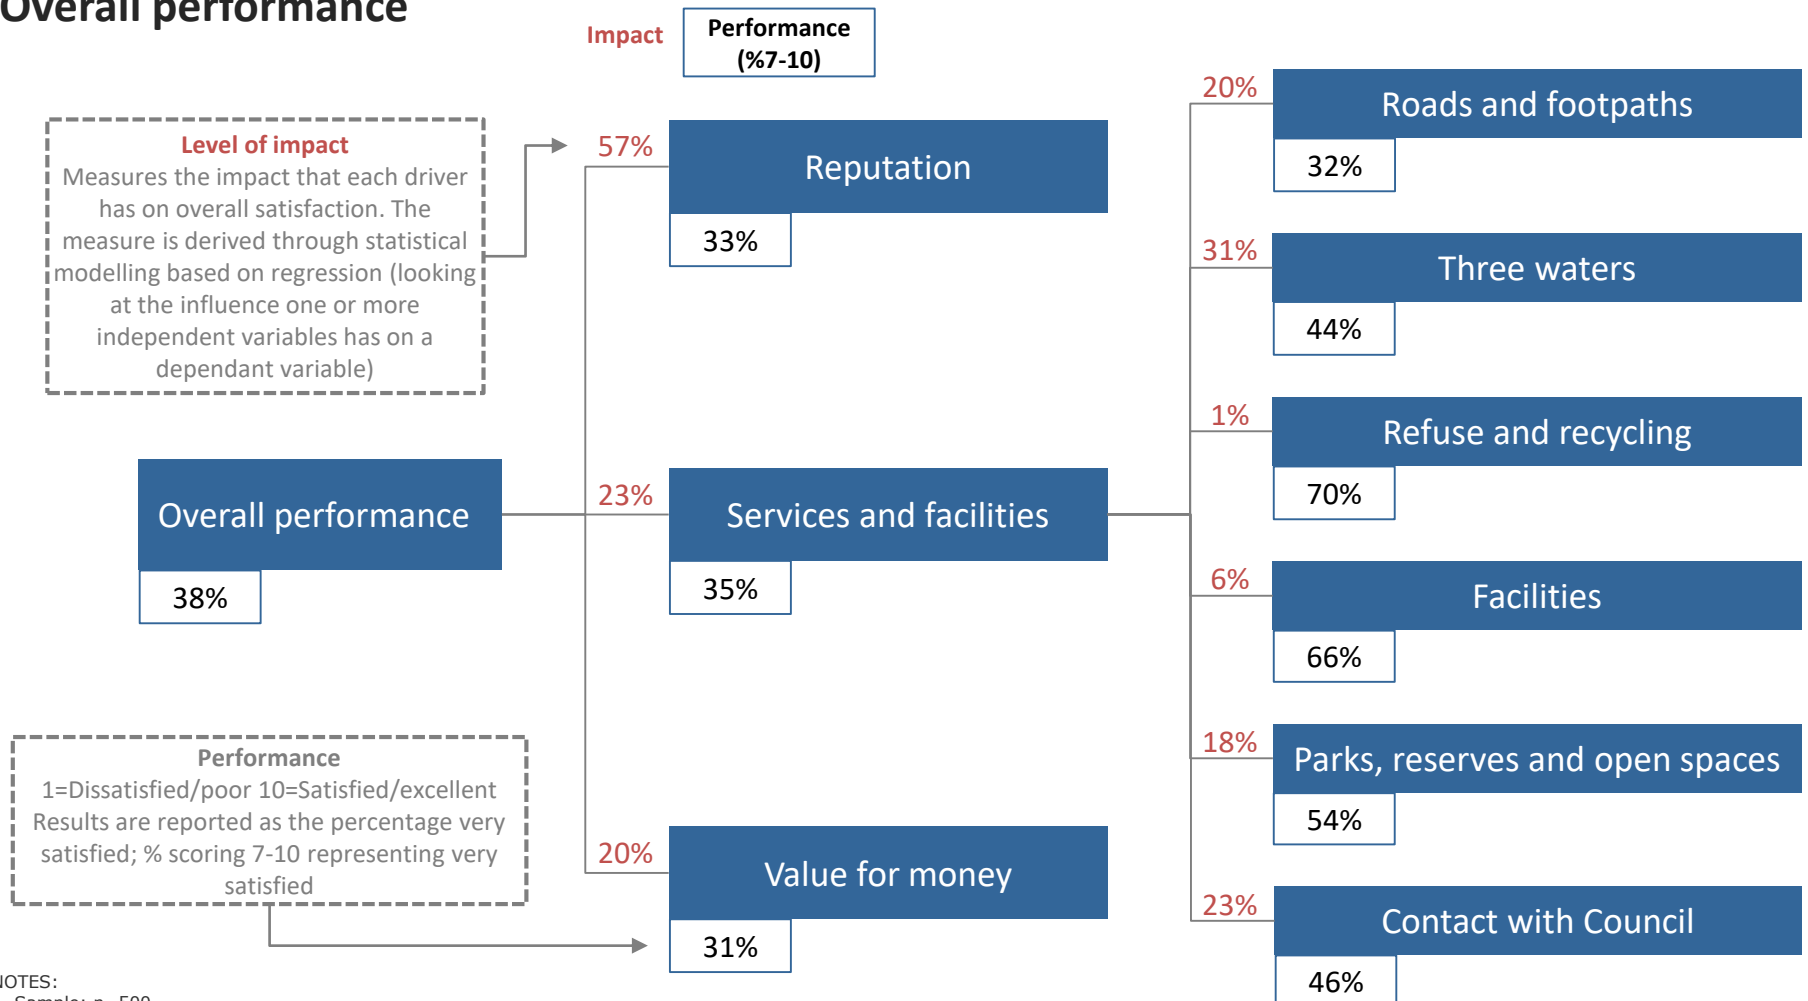 Overall performance
Impact
Performance
(%7-10)
Level of impact
Measures the impact that each driver
has on overall satisfaction. The
measure is derived through statistical
modelling based on regression (looking
at the influence one or more
independent variables has on a
dependant variable)
57%
Reputation
33%
Overall performance
38%
23%
Services and facilities
35%
Performance
1=Dissatisfied/poor 10=Satisfied/excellent
Results are reported as the percentage very
satisfied; % scoring 7-10 representing very
satisfied
20%
Value for money
31%
20%
Roads and footpaths
32%
31%
Three waters
44%
1%
Refuse and recycling
70%
6%
Facilities
66%
18%
Parks, reserves and open spaces
54%
23%
Contact with Council
46%
NOTES:
Sample: n 500